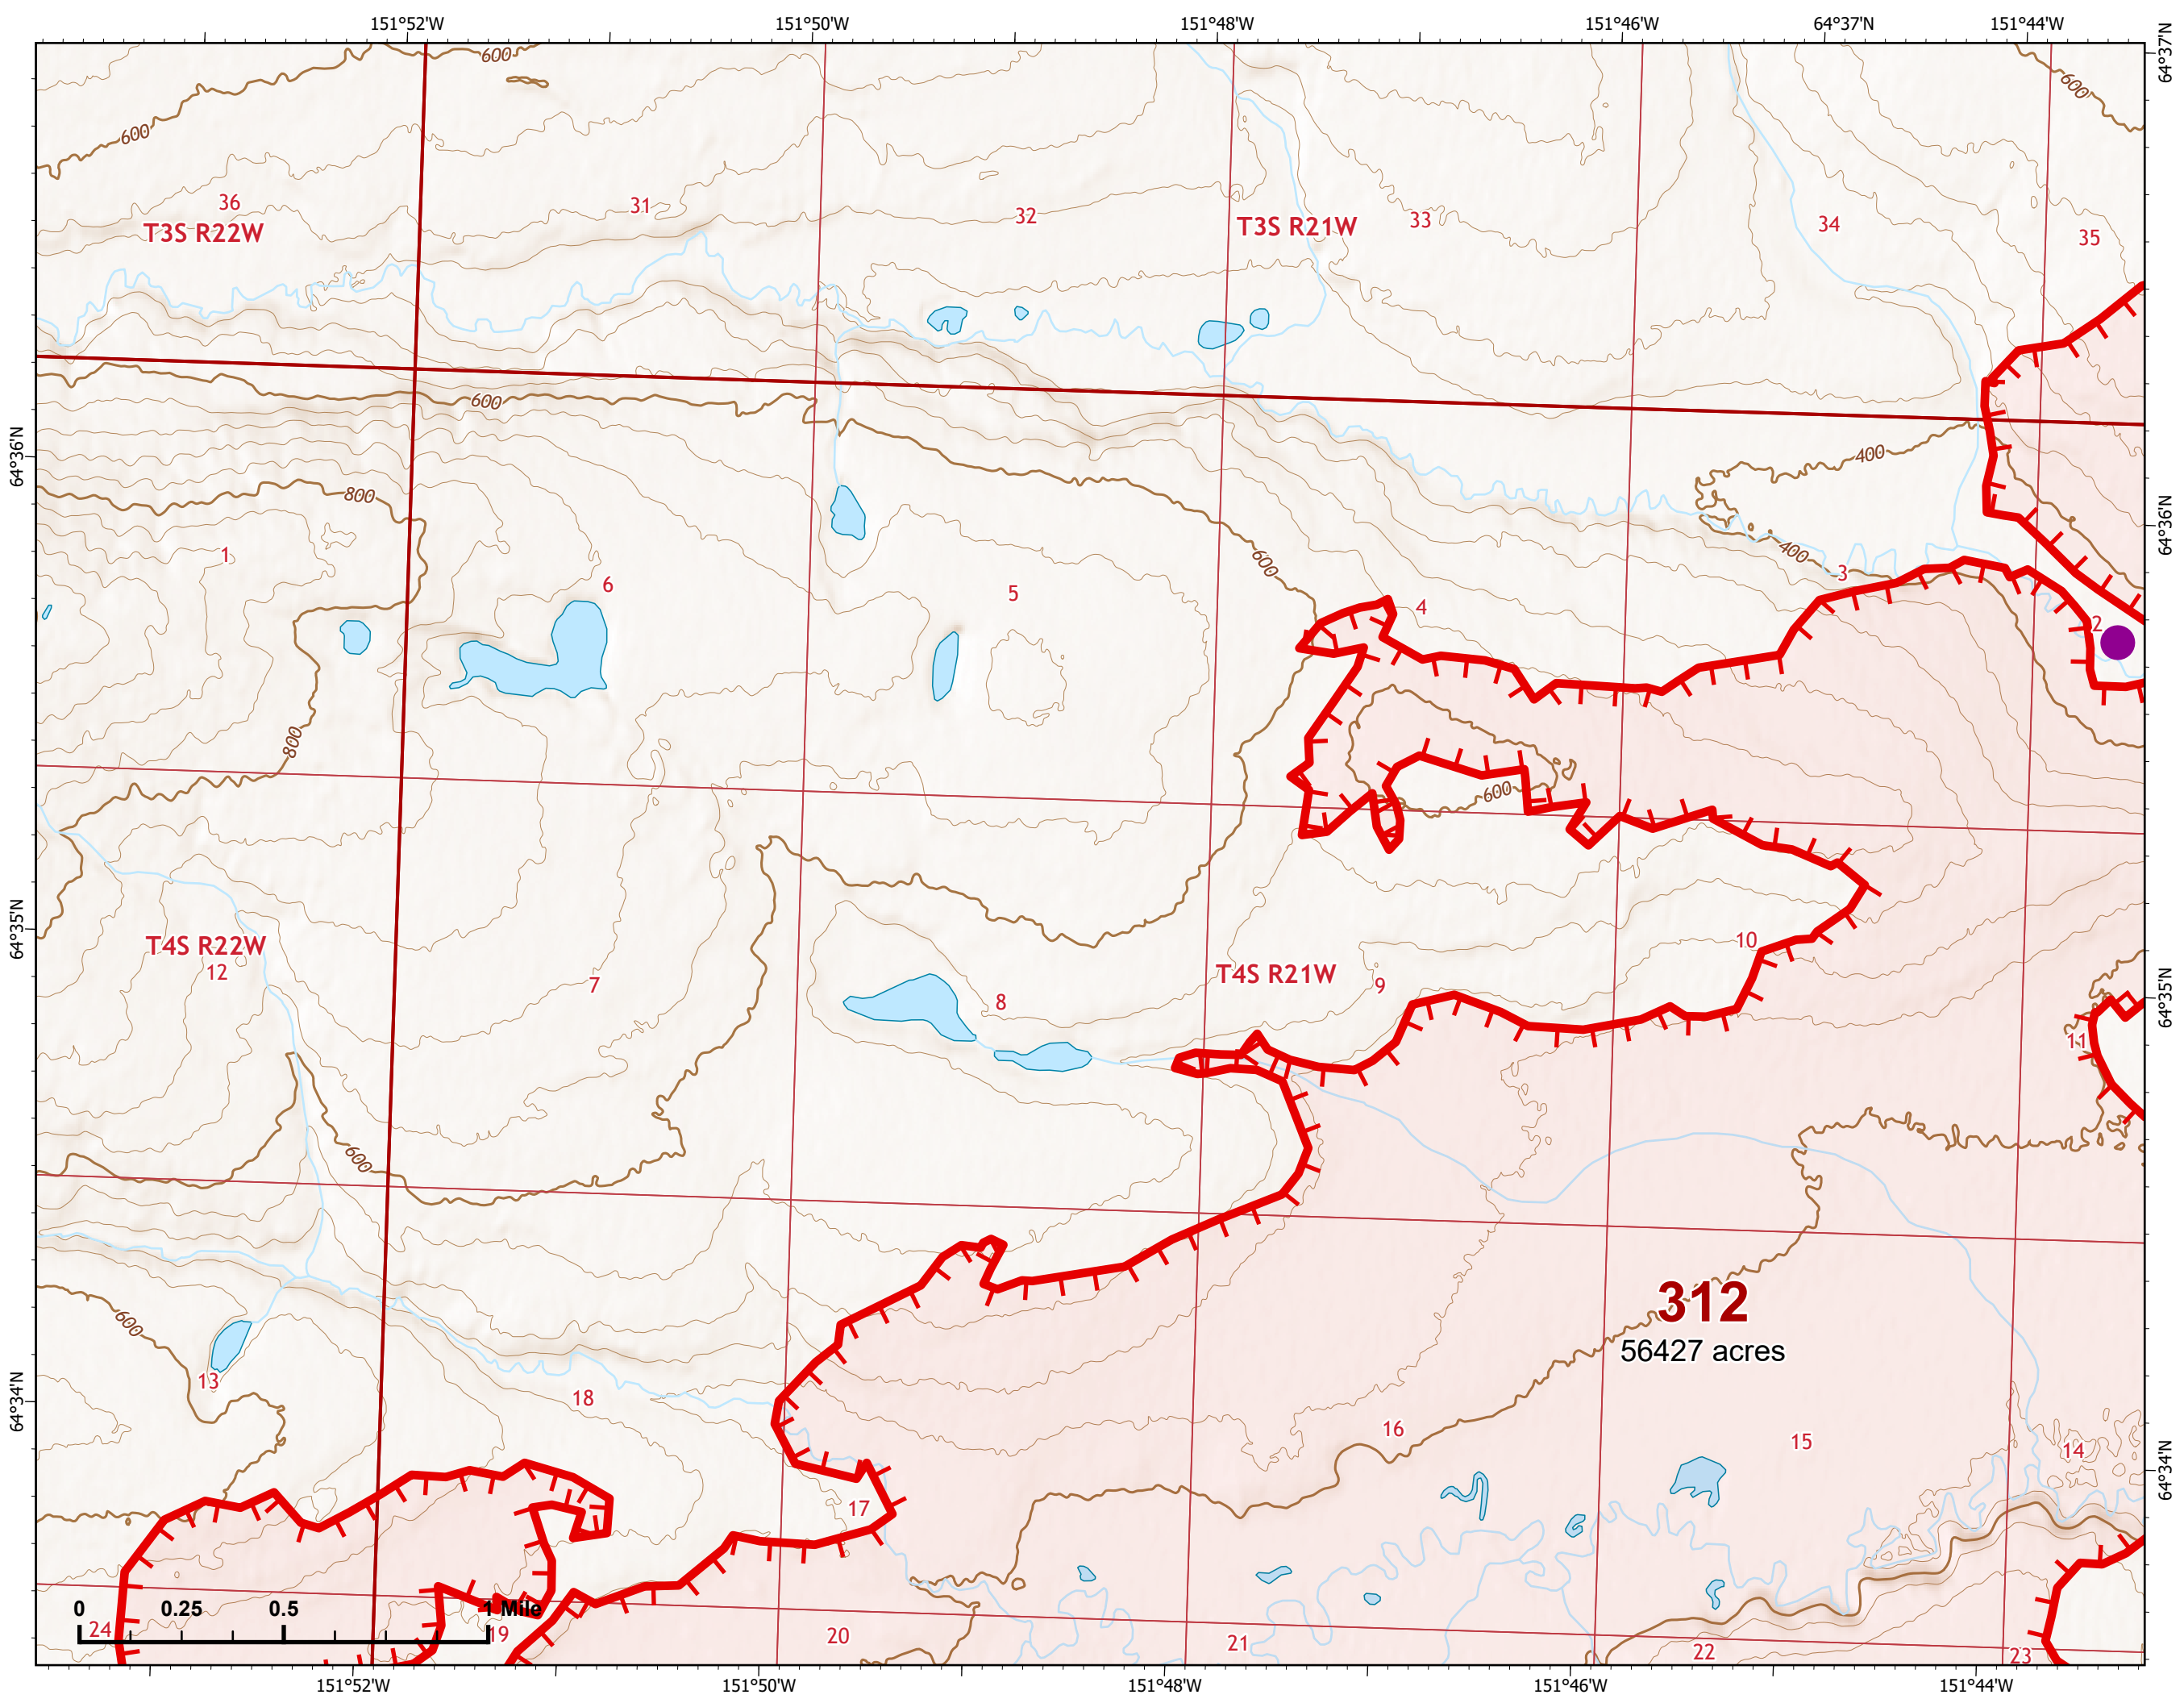 151°52'W 151°50'W 151°48'W 151°46'W 64°37'N 151°44'W
64°37'N
600
600
600
36 31 32 33 34 35
T3S R22W T3S R21W
600
400
64°36'N
800
64°36'N
600
400
1 6 5 4 3 2
800
600
64°35'N
T4S R22W
12 7 8 T4S R21W 9 10
64°35'N
11
600
600
312
56427 acres
13 18 16 15 14
64°34'N
64°34'N
17
0 0.25 0.5 1 Mile
24 19 20 21 22 23
151°52'W 151°50'W 151°48'W 151°46'W 151°44'W